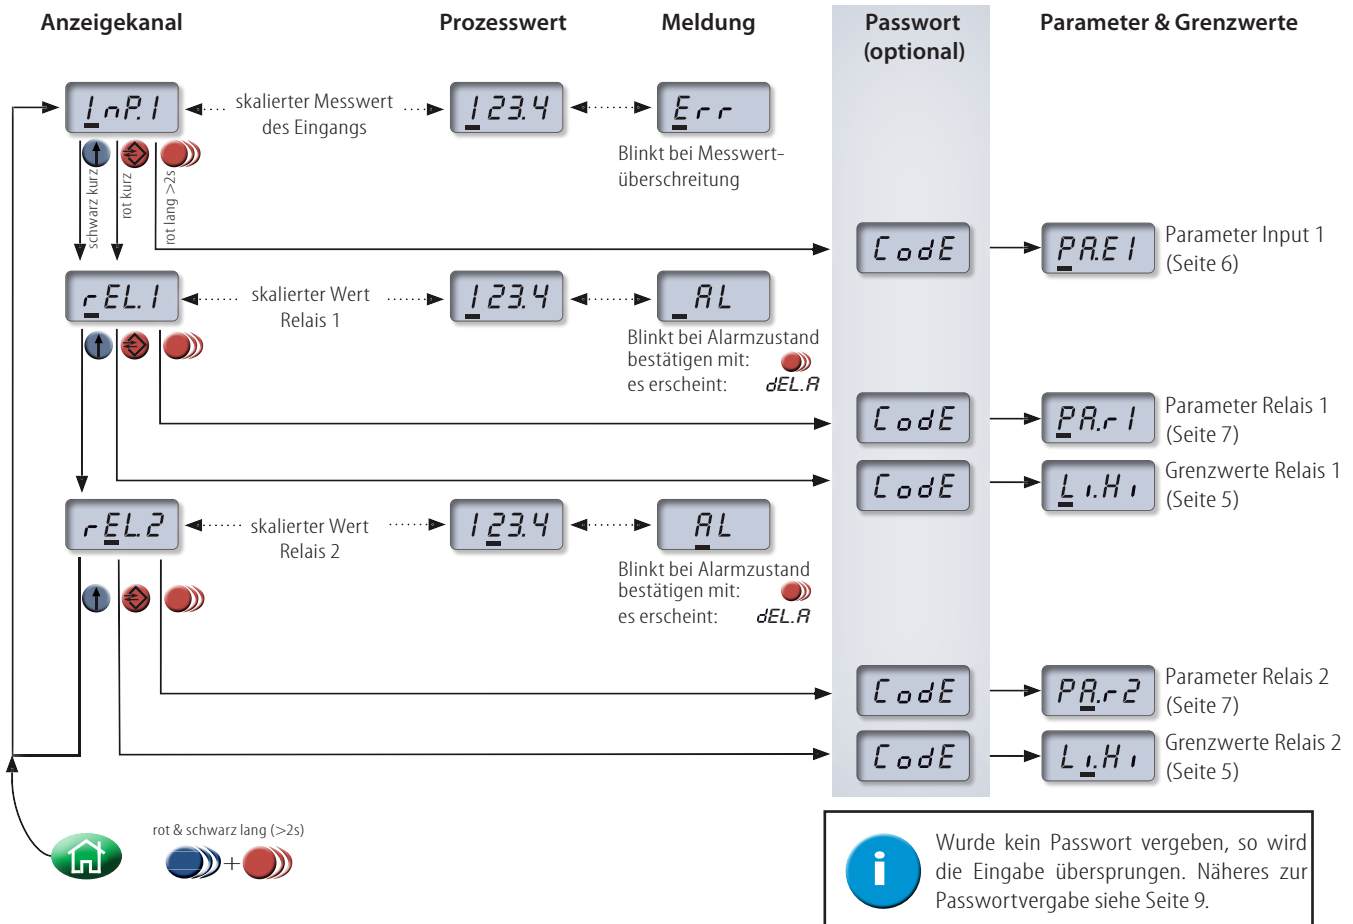 Anzeigekanal Prozesswert Meldung Passwort (optional) Parameter & Grenzwerte
InP.1
skalierter Messwert
des Eingangs
123.4
Err
Blinkt bei Messwert-
überschreitung
schwarz kurz
rot kurz
rot lang >2s
CodE
PA.E1
Parameter Input 1
(Seite 6)
rEL.1
skalierter Wert
Relais 1
123.4
AL
Blinkt bei Alarmzustand
bestätigen mit:
es erscheint: dEL.A
CodE
PA.r1
Parameter Relais 1
(Seite 7)
CodE
Li.Hi
Grenzwerte Relais 1
(Seite 5)
rEL.2
skalierter Wert
Relais 2
123.4
AL
Blinkt bei Alarmzustand
bestätigen mit:
es erscheint: dEL.A
CodE
PA.r2
Parameter Relais 2
(Seite 7)
CodE
Li.Hi
Grenzwerte Relais 2
(Seite 5)
rot & schwarz lang (>2s)
+
i
Wurde kein Passwort vergeben, so wird
die Eingabe übersprungen. Näheres zur
Passwortvergabe siehe Seite 9.